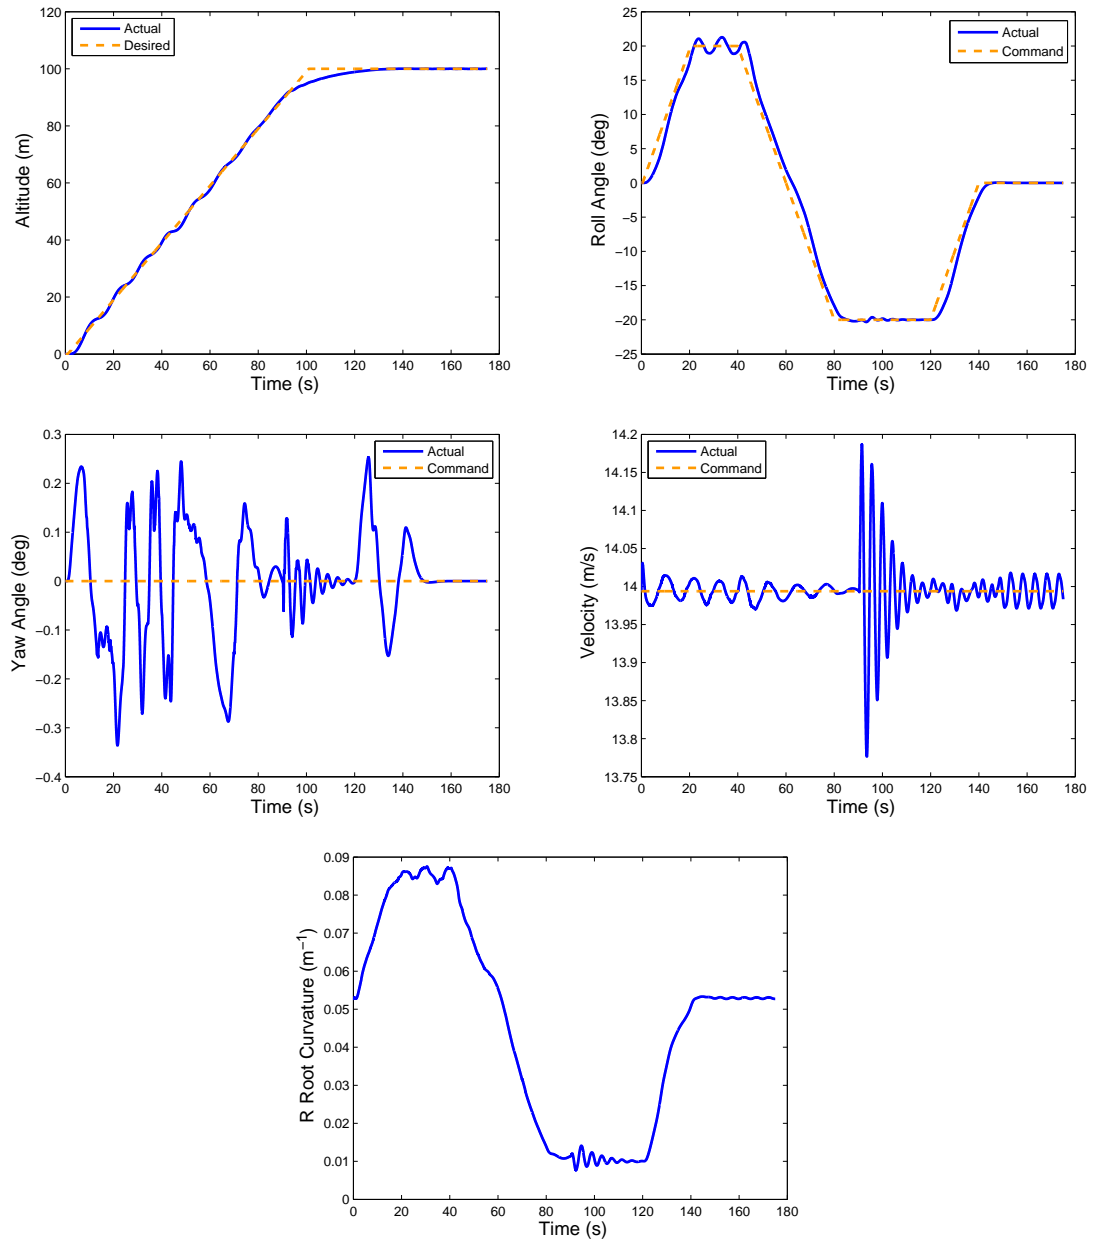 120
100
80
60
40
20
0
Altitude (m)
Actual
Desired
0 20 40 60 80 100 120 140 160 180
Time (s)
25
20
15
10
5
0
−5
−10
−15
−20
−25
Roll Angle (deg)
Actual
Command
0 20 40 60 80 100 120 140 160 180
Time (s)
0.3
0.2
0.1
0
−0.1
−0.2
−0.3
−0.4
Yaw Angle (deg)
Actual
Command
0 20 40 60 80 100 120 140 160 180
Time (s)
14.2
14.15
14.1
14.05
14
13.95
13.9
13.85
13.8
13.75
Velocity (m/s)
Actual
Command
0 20 40 60 80 100 120 140 160 180
Time (s)
0.09
0.08
0.07
0.06
0.05
0.04
0.03
0.02
0.01
0
R Root Curvature (m⁻¹)
0 20 40 60 80 100 120 140 160 180
Time (s)